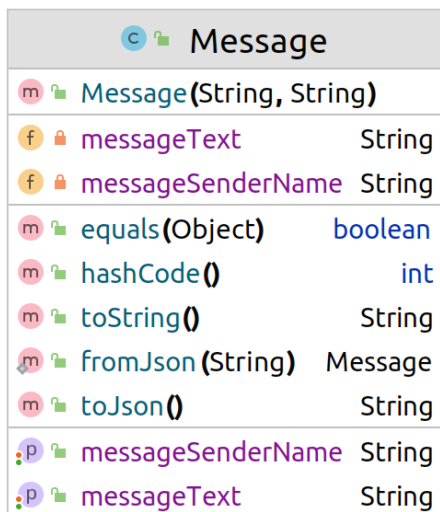 c Message
m Message(String, String)
f messageText String
f messageSenderName String
m equals(Object) boolean
m hashCode() int
m toString() String
m fromJson(String) Message
m toJson() String
p messageSenderName String
p messageText String